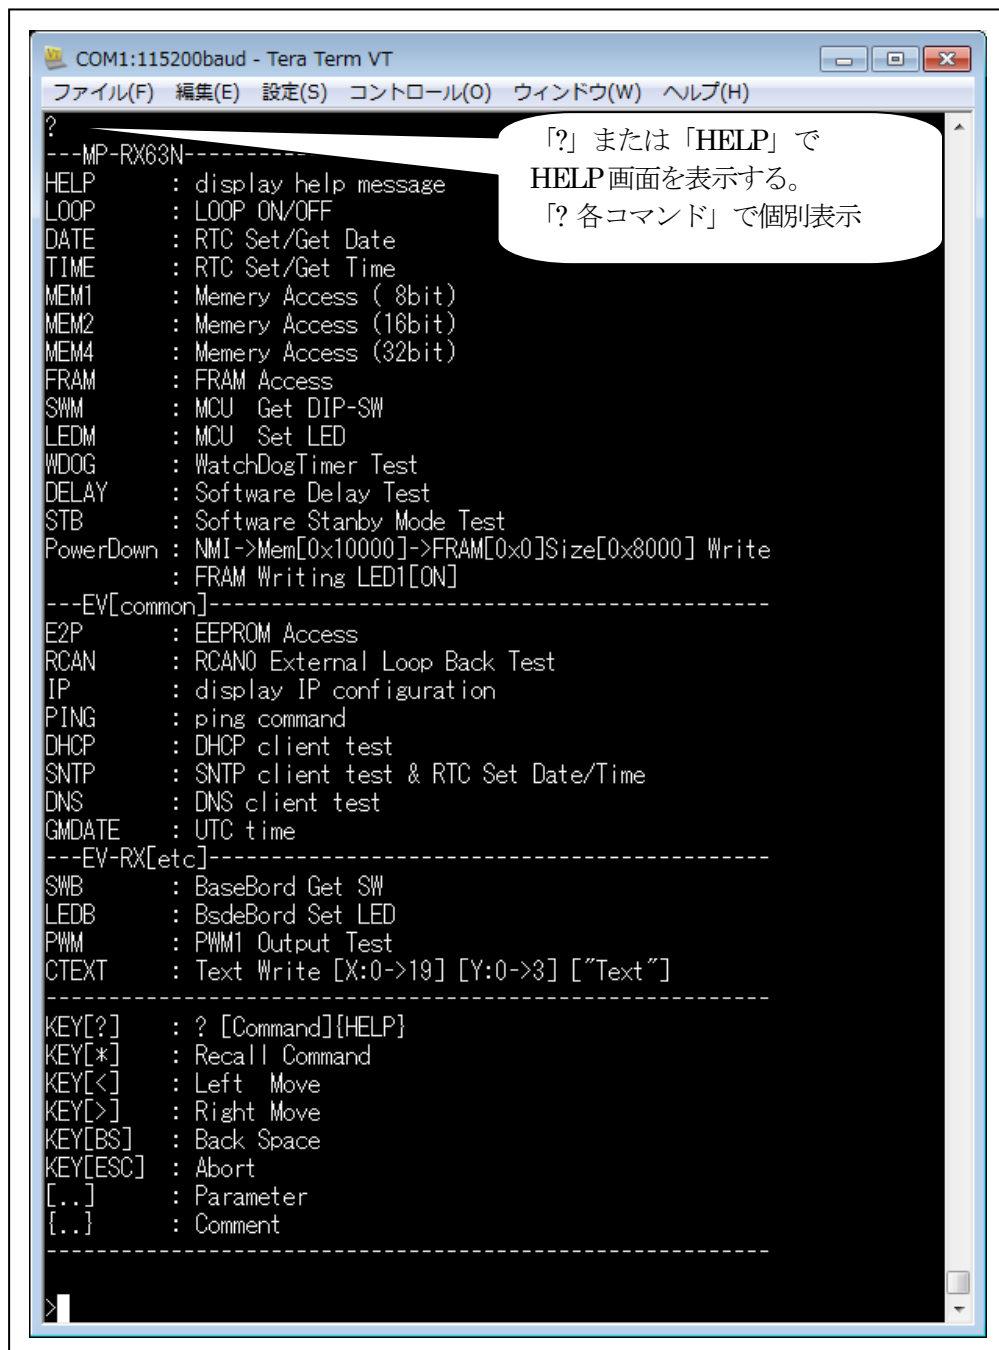 COM1:115200baud - Tera Term VT
ファイル(F) 編集(E) 設定(S) コントロール(O) ウィンドウ(W) ヘルプ(H)
?
「?」または「HELP」で
HELP画面を表示する。
「? 各コマンド」で個別表示
---MP-RX63N---
HELP : display help message
LOOP : LOOP ON/OFF
DATE : RTC Set/Get Date
TIME : RTC Set/Get Time
MEM1 : Memery Access ( 8bit)
MEM2 : Memery Access (16bit)
MEM4 : Memery Access (32bit)
FRAM : FRAM Access
SWM : MCU  Get DIP-SW
LEDM : MCU  Set LED
WDOG : WatchDogTimer Test
DELAY : Software Delay Test
STB : Software Stanby Mode Test
PowerDown : NMI->Mem[0x10000]->FRAM[0x0]Size[0x8000] Write
: FRAM Writing LED1[ON]
---EV[common]---------------------------------------------
E2P : EEPROM Access
RCAN : RCAN0 External Loop Back Test
IP : display IP configuration
PING : ping command
DHCP : DHCP client test
SNTP : SNTP client test & RTC Set Date/Time
DNS : DNS client test
GMDATE : UTC time
---EV-RX[etc]---------------------------------------------
SWB : BaseBord Get SW
LEDB : BsdeBord Set LED
PWM : PWM1 Output Test
CTEXT : Text Write [X:0->19] [Y:0->3] ["Text"]
----------------------------------------------------------
KEY[?] : ? [Command]{HELP}
KEY[*] : Recall Command
KEY[<] : Left  Move
KEY[>] : Right Move
KEY[BS] : Back Space
KEY[ESC] : Abort
[..] : Parameter
{..} : Comment
----------------------------------------------------------
>